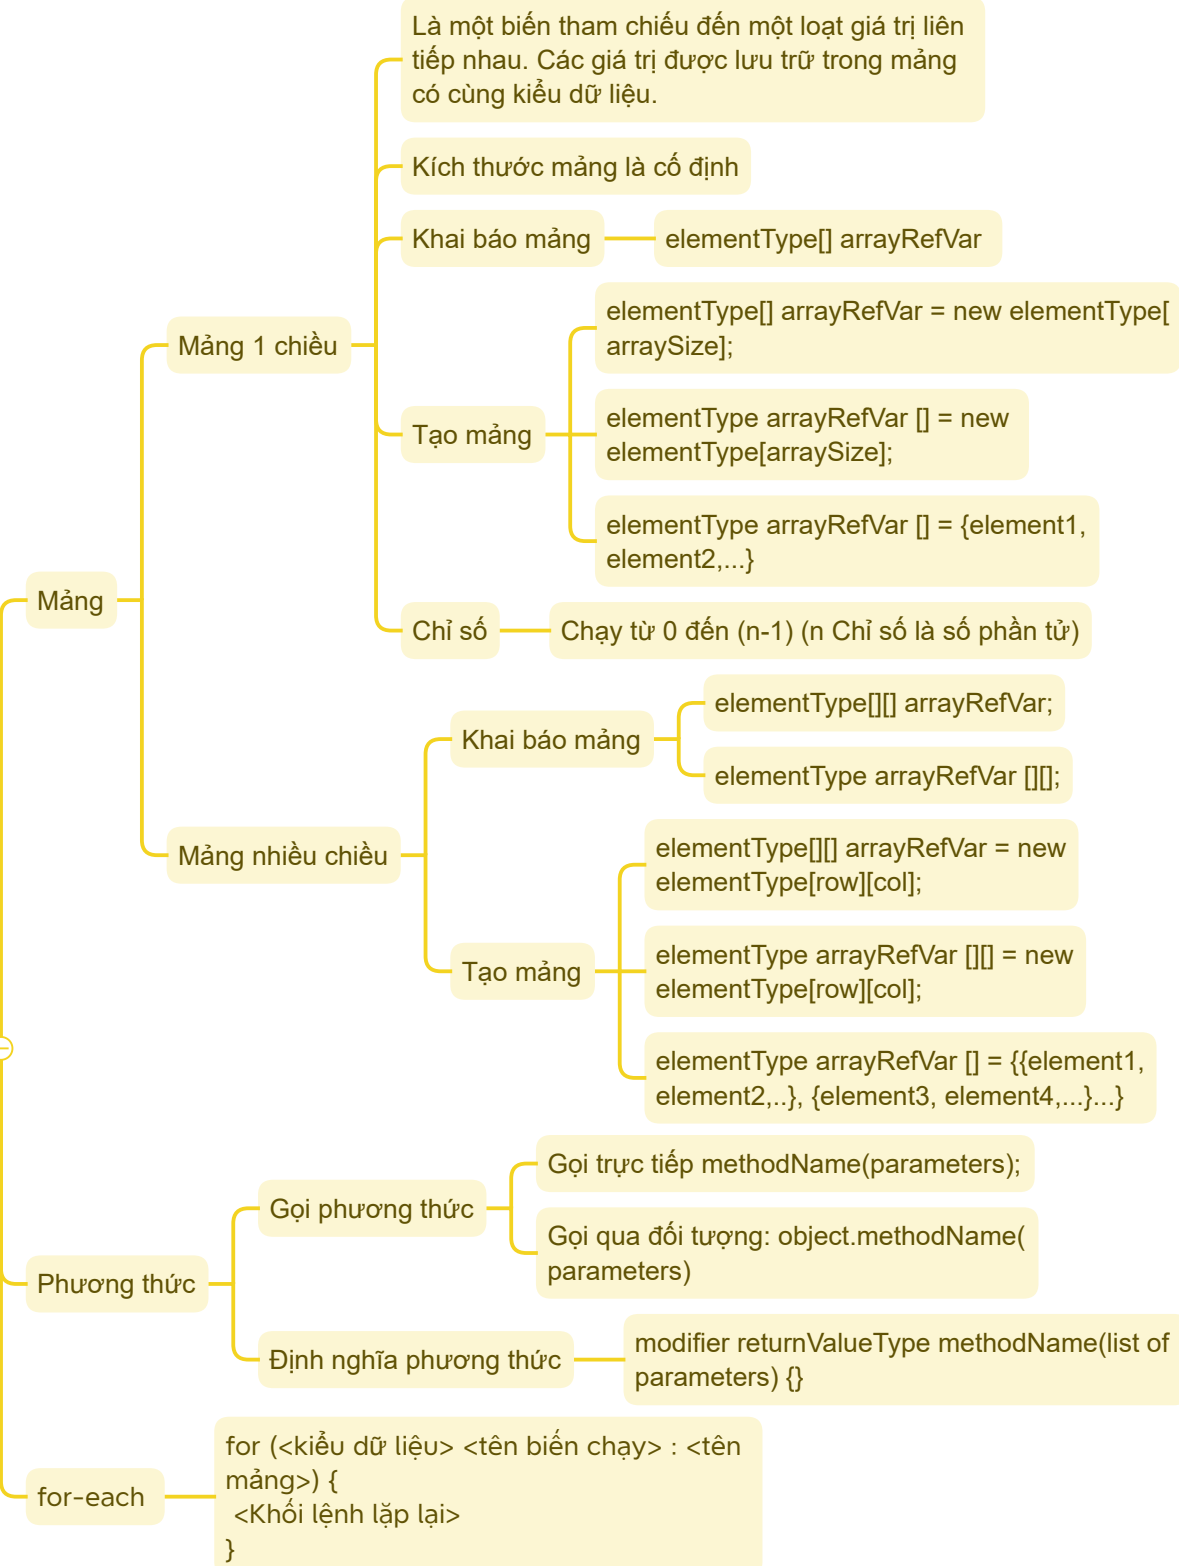 Là một biến tham chiếu đến một loạt giá trị liên
tiếp nhau. Các giá trị được lưu trữ trong mảng
có cùng kiểu dữ liệu.
Kích thước mảng là cố định
Khai báo mảng
elementType[] arrayRefVar
elementType[] arrayRefVar = new elementType[
arraySize];
Mảng 1 chiều
elementType arrayRefVar [] = new
elementType[arraySize];
Tạo mảng
elementType arrayRefVar [] = {element1,
element2,...}
Mảng
Chỉ số
Chạy từ 0 đến (n-1) (n Chỉ số là số phần tử)
elementType[][] arrayRefVar;
Khai báo mảng
elementType arrayRefVar [][];
Mảng nhiều chiều
elementType[][] arrayRefVar = new
elementType[row][col];
Tạo mảng
elementType arrayRefVar [][] = new
elementType[row][col];
elementType arrayRefVar [] = {{element1,
element2,..}, {element3, element4,...}...}
Gọi trực tiếp methodName(parameters);
Gọi phương thức
Gọi qua đối tượng: object.methodName(
parameters)
Phương thức
Định nghĩa phương thức
modifier returnValueType methodName(list of
parameters) {}
for-each
for (<kiểu dữ liệu> <tên biến chạy> : <tên
mảng>) {
<Khối lệnh lặp lại>
}